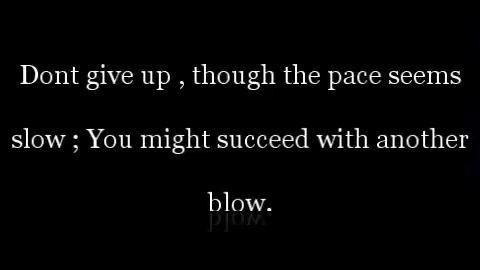 Dont give up , though the pace seems
slow ; You might succeed with another
blow.